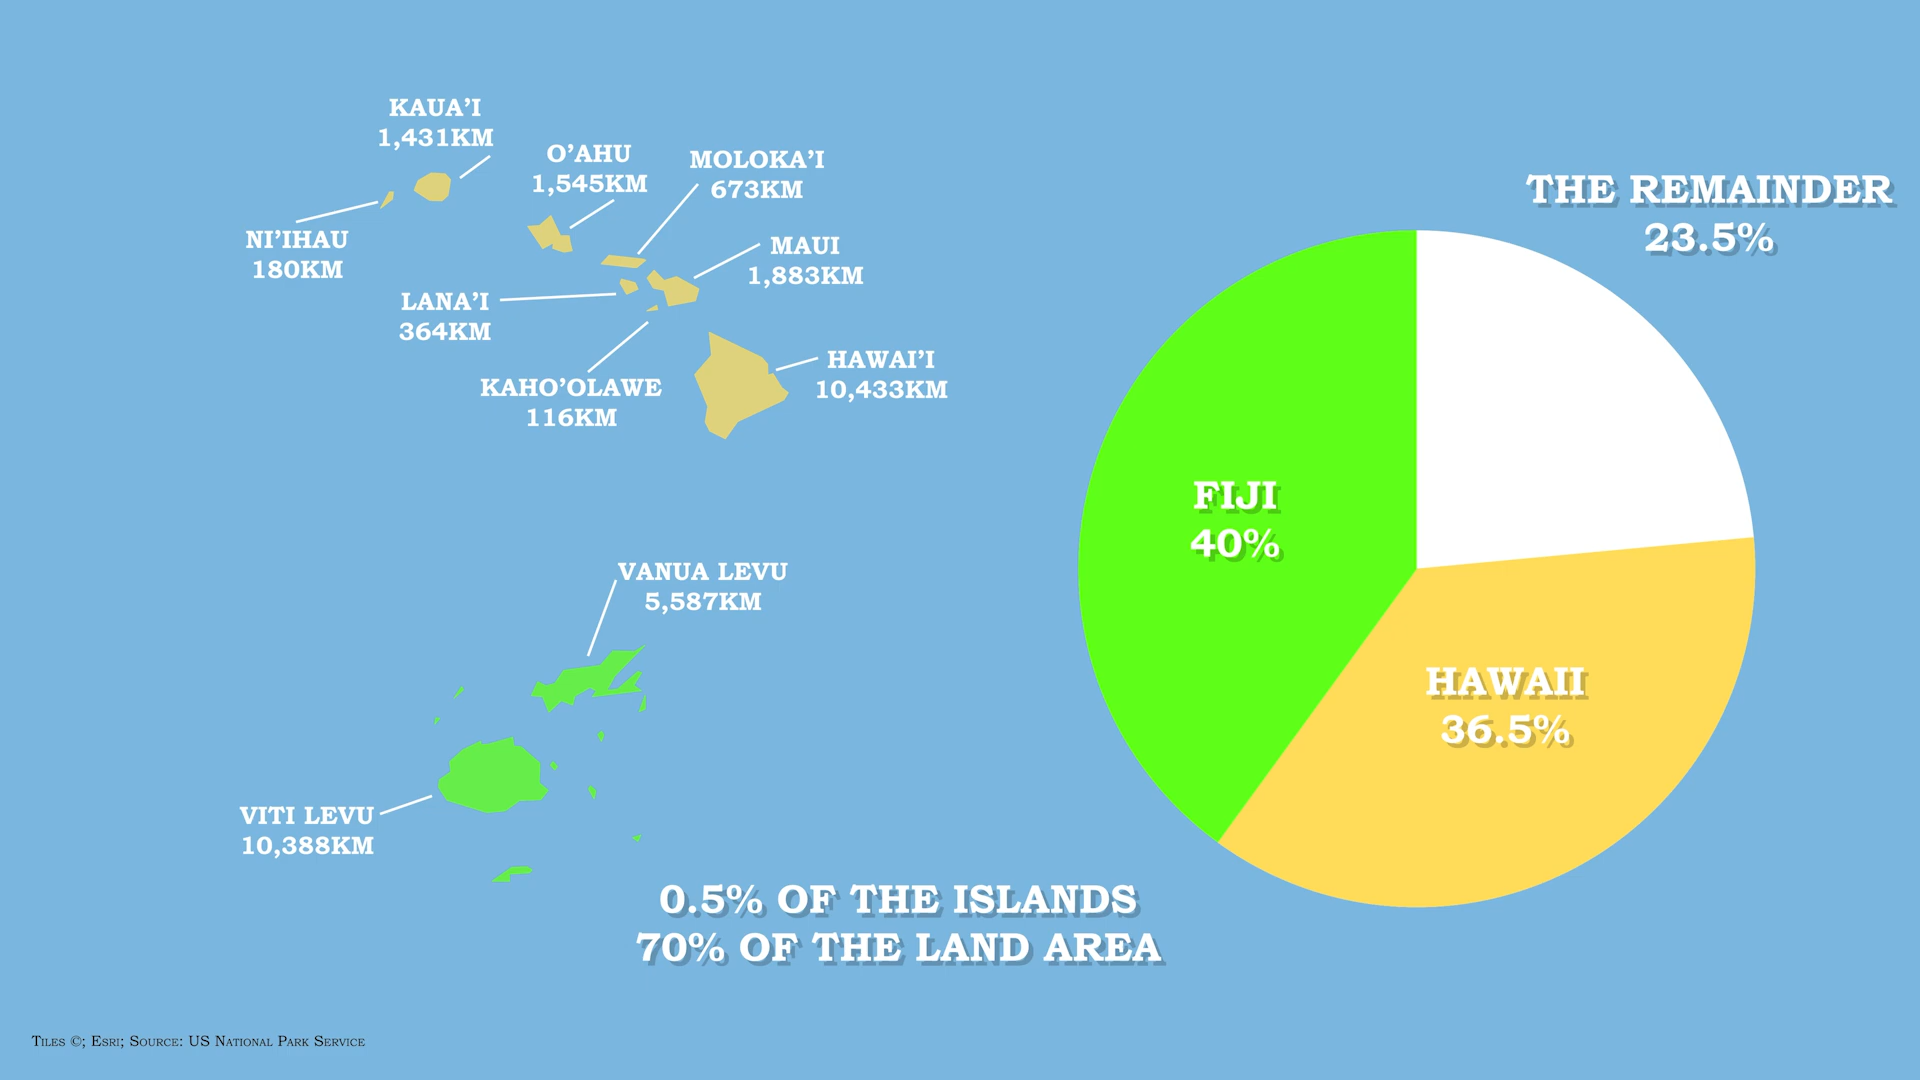 KAUA’I
1,431KM
O’AHU
1,545KM
MOLOKA’I
673KM
NI’IHAU
180KM
MAUI
1,883KM
LANA’I
364KM
KAHO’OLAWE
116KM
HAWAI’I
10,433KM
VANUA LEVU
5,587KM
VITI LEVU
10,388KM
0.5% OF THE ISLANDS
70% OF THE LAND AREA
THE REMAINDER
23.5%
FIJI
40%
HAWAII
36.5%
Tiles ©; Esri; Source: US National Park Service